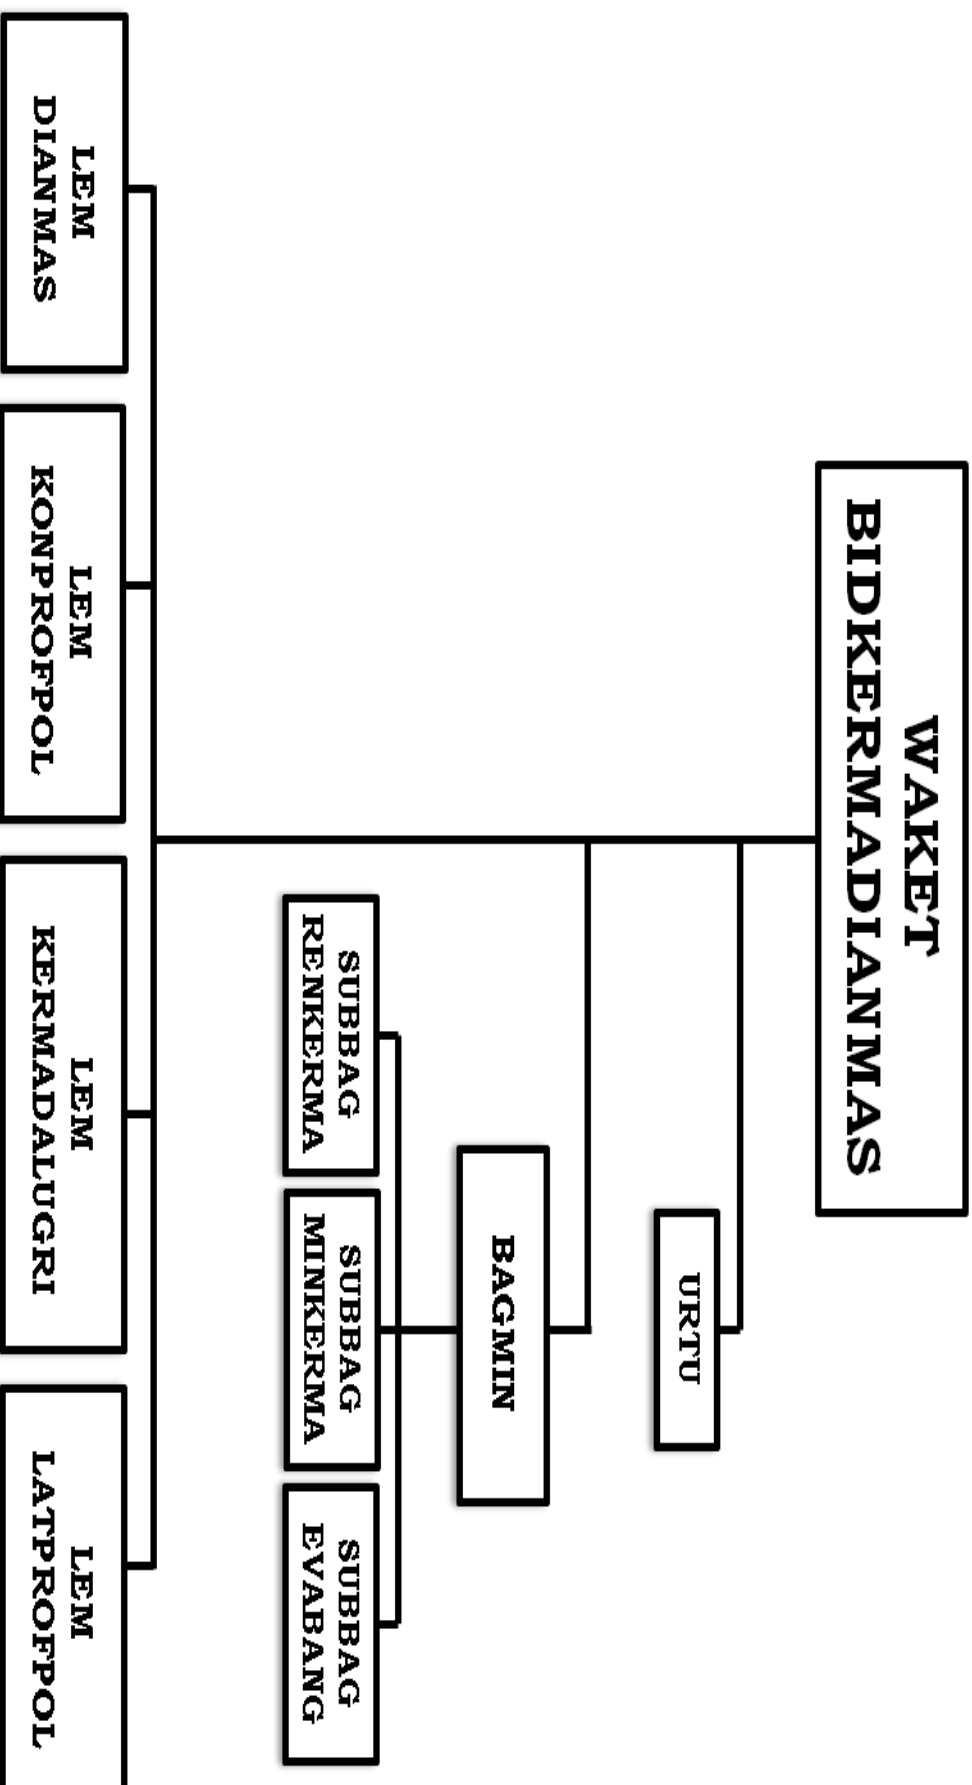 WAKET
BIDKERMADIANMAS
URTU
BAGMIN
SUBBAG
RENKERMA
SUBBAG
MINKERMA
SUBBAG
EVABANG
LEM
DIANMAS
LEM
KONPROFPOL
LEM
KERMADALUGRI
LEM
LATPROFPOL